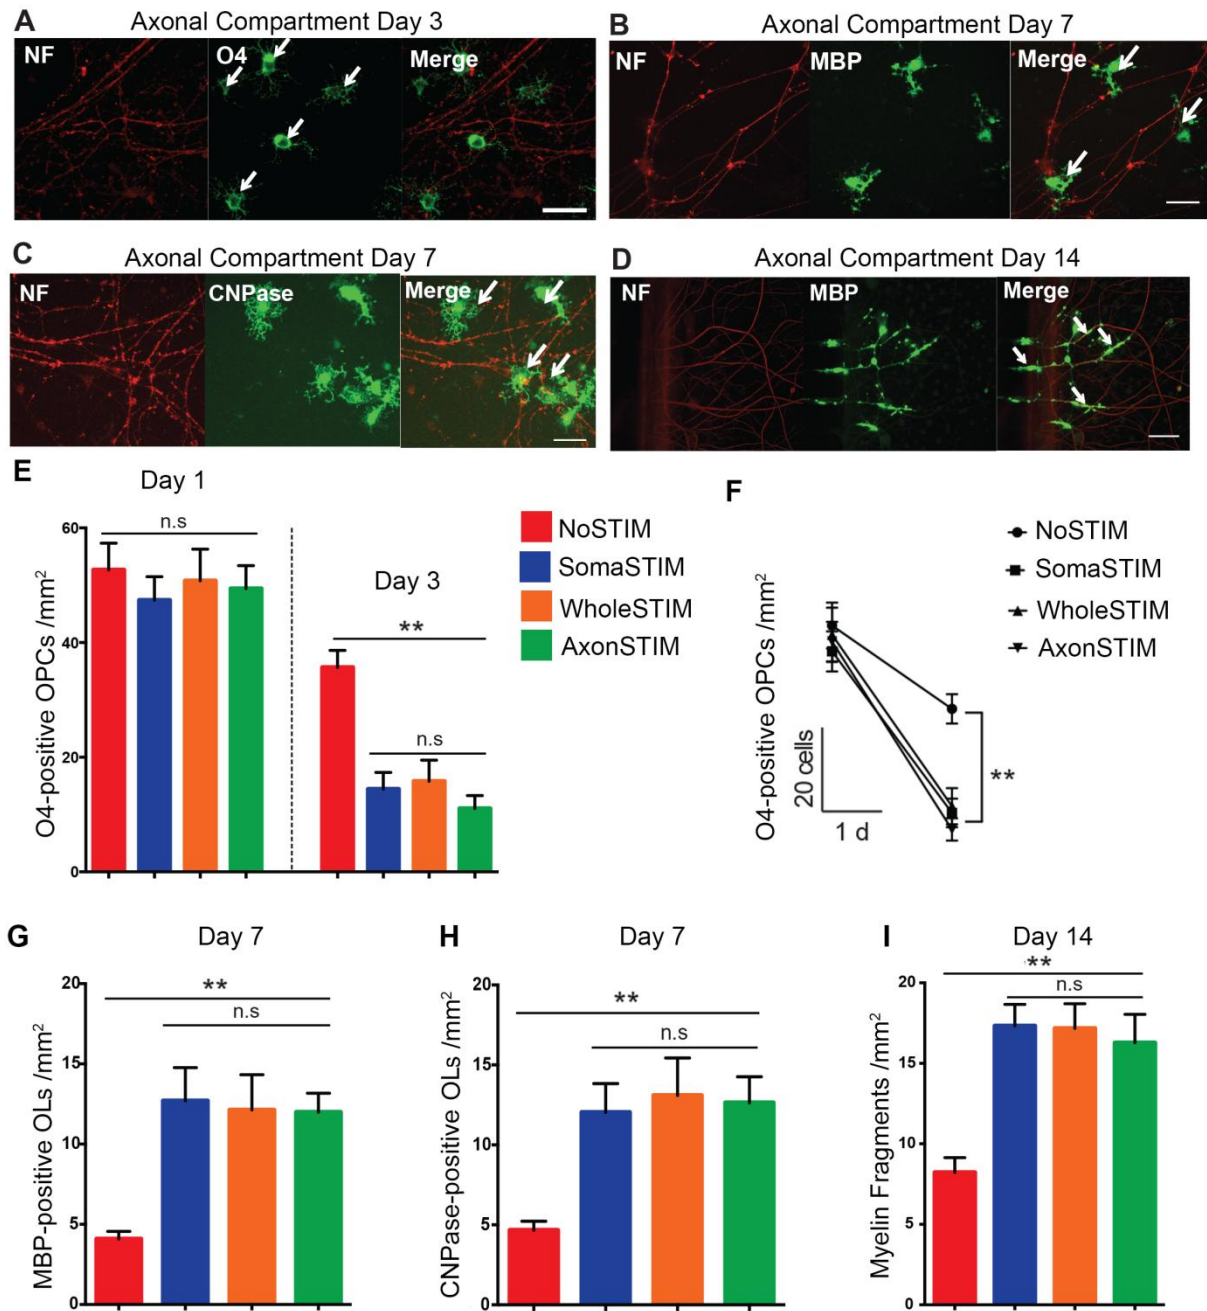 A Axonal Compartment Day 3
NF O4 Merge
B Axonal Compartment Day 7
NF MBP Merge
C Axonal Compartment Day 7
NF CNPase Merge
D Axonal Compartment Day 14
NF MBP Merge
E
Day 1
n.s
Day 3
**
n.s
O4-positive OPCs /mm²
60
40
20
0
NoSTIM
SomaSTIM
WholeSTIM
AxonSTIM
F
O4-positive OPCs /mm²
20 cells
1 d
**
NoSTIM
SomaSTIM
WholeSTIM
AxonSTIM
G Day 7
MBP-positive OLs /mm²
20
15
10
5
0
**
n.s
H Day 7
CNPase-positive OLs /mm²
20
15
10
5
0
**
n.s
I Day 14
Myelin Fragments /mm²
20
15
10
5
0
**
n.s